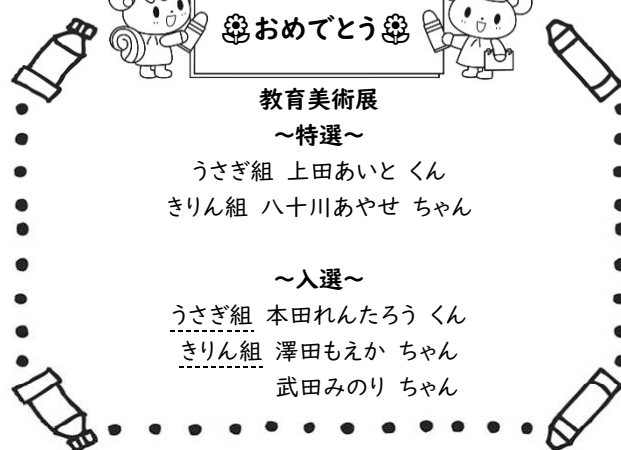 おめでとう
教育美術展
～特選～
うさぎ組 上田あいと くん
きりん組 八十川あやせ ちゃん
～入選～
うさぎ組 本田れんたろう くん
きりん組 澤田もえか ちゃん
武田みのり ちゃん